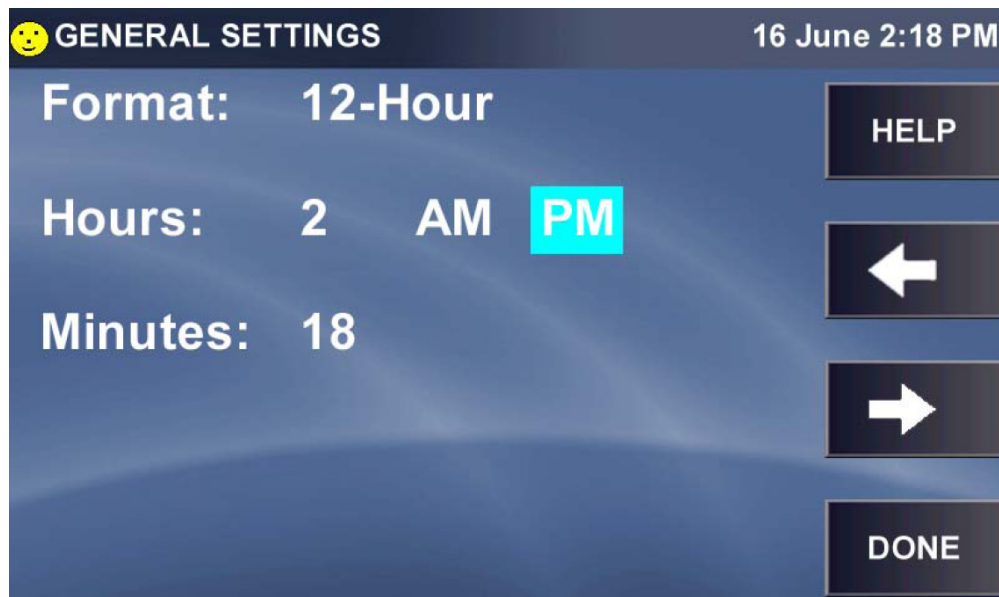 GENERAL SETTINGS 16 June 2:18 PM
Format: 12-Hour
HELP
Hours: 2 AM PM
Minutes: 18
DONE